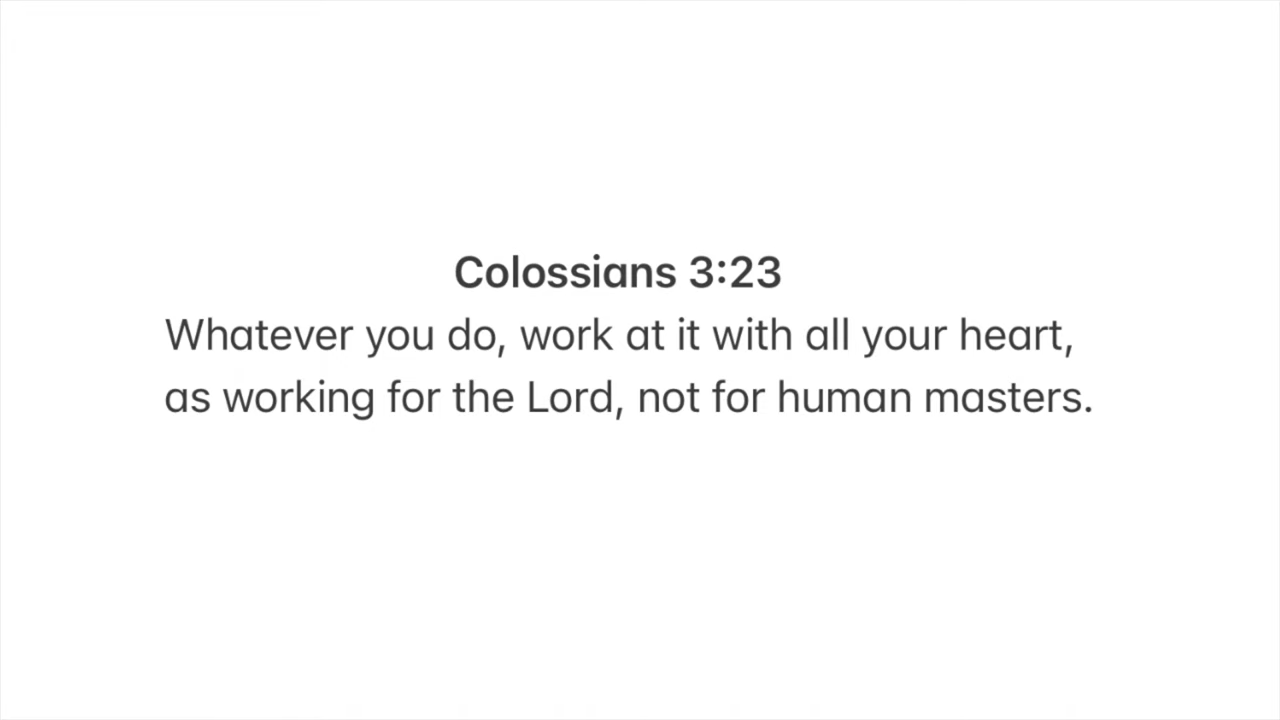 Colossians 3:23
Whatever you do, work at it with all your heart,
as working for the Lord, not for human masters.